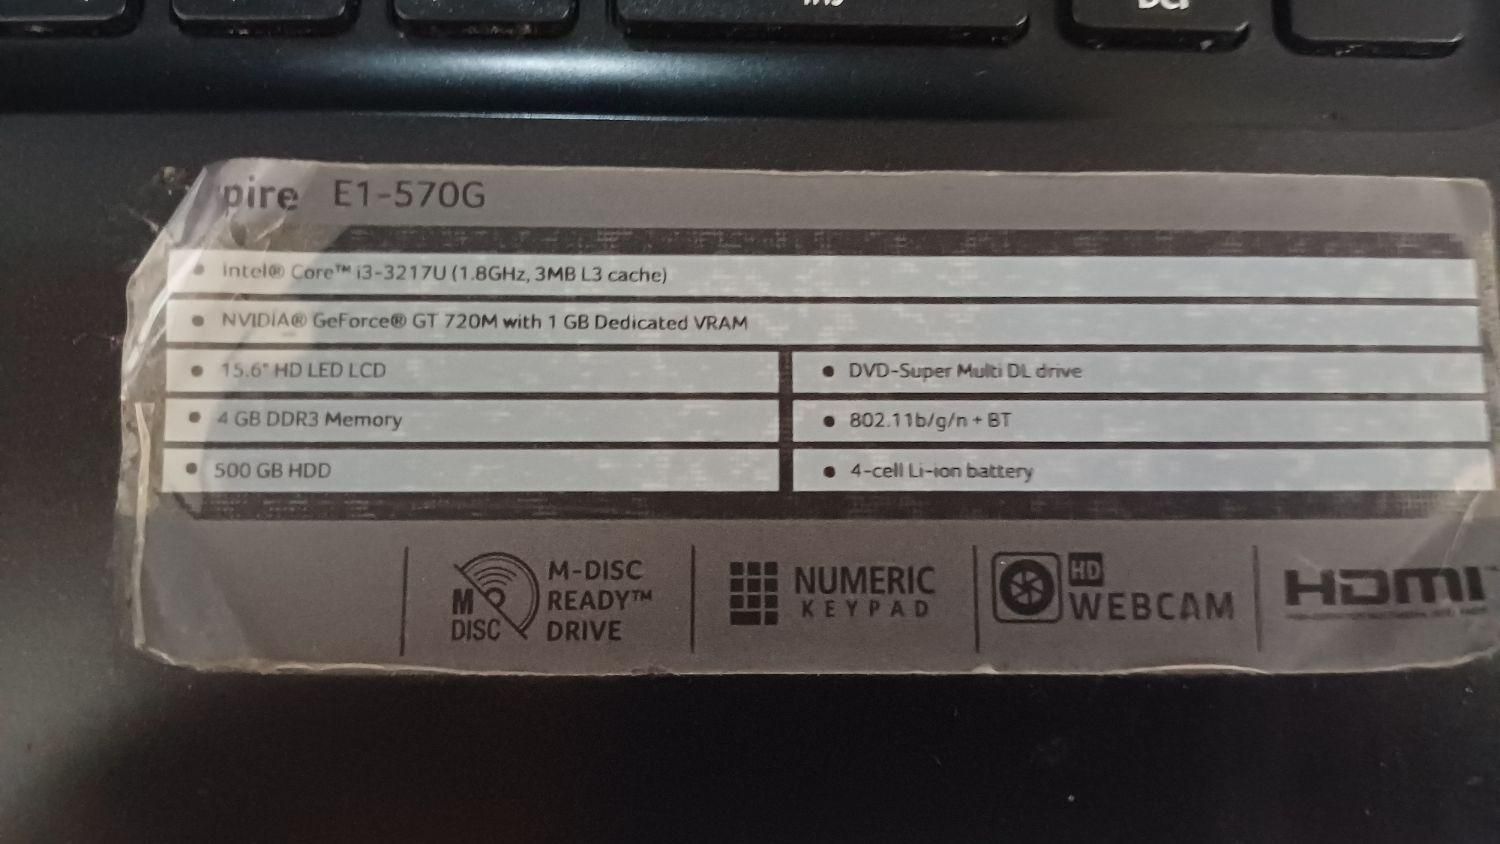 Ins
Del
pire E1-570G
Intel® Core™ i3-3217U (1.8GHz, 3MB L3 cache)
NVIDIA® GeForce® GT 720M with 1 GB Dedicated VRAM
15.6" HD LED LCD
DVD-Super Multi DL drive
4 GB DDR3 Memory
802.11b/g/n + BT
500 GB HDD
4-cell Li-ion battery
M DISC
M-DISC
READY™
DRIVE
NUMERIC
KEYPAD
HD
WEBCAM
HDMI